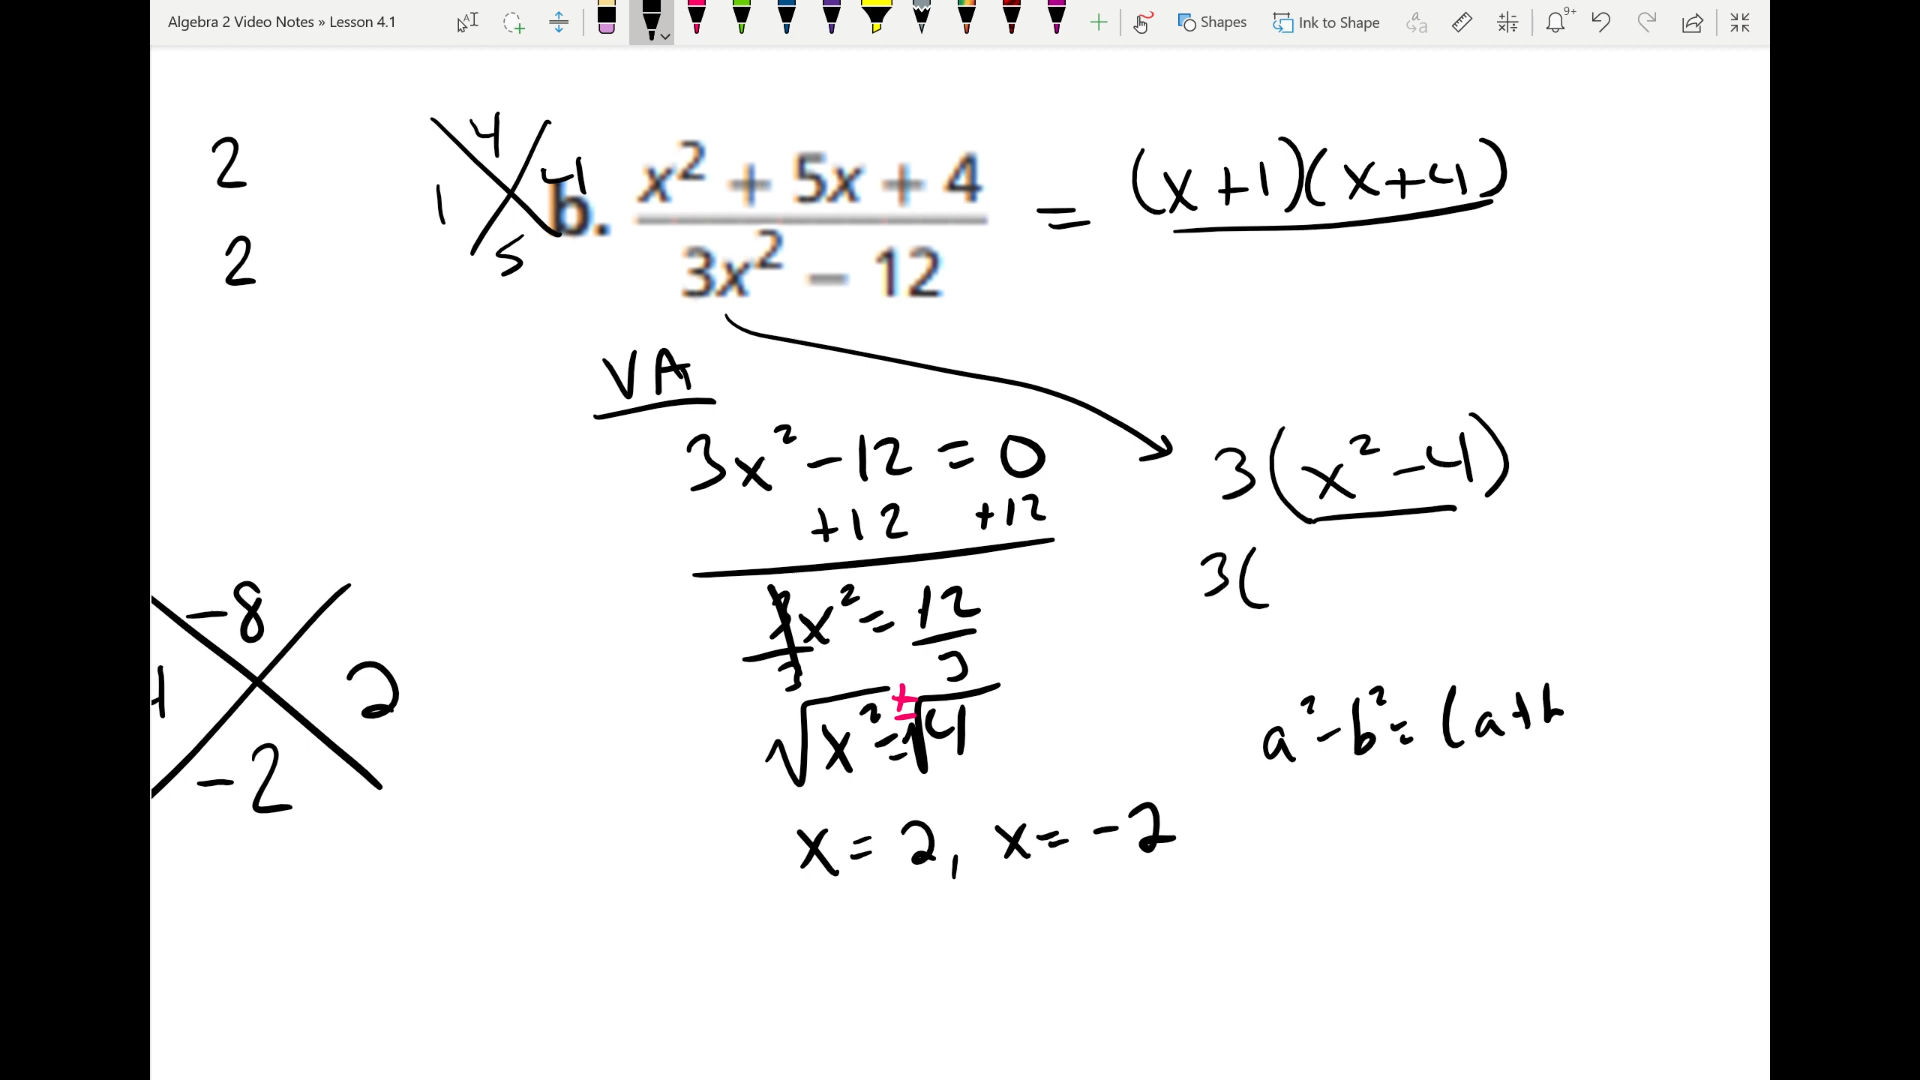 Algebra 2 Video Notes » Lesson 4.1
Shapes
Ink to Shape
9+
2
2
4
1 4
5
b. x² + 5x + 4
3x² − 12
= (x+1)(x+4)
VA
3x² − 12 = 0
+12 +12
3x² = 12
3 3
√x² = ±√4
x = 2, x = −2
3(x² − 4)
3(
a² − b² = (a + b
−8
2
−2